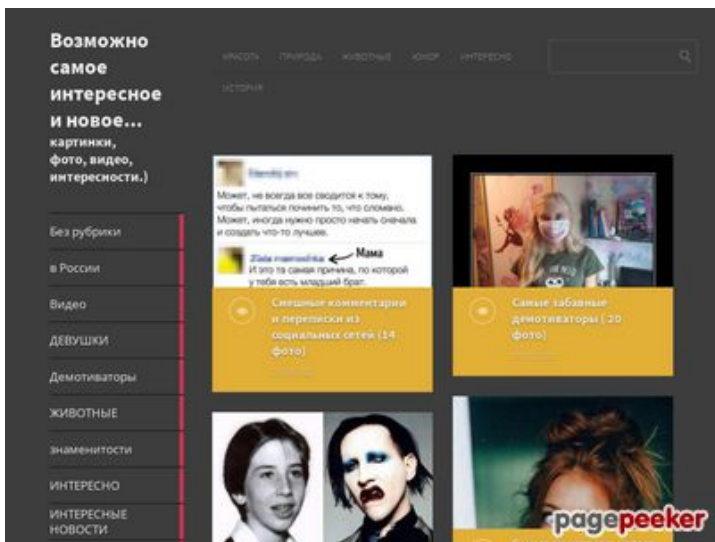 Возможно
самое
интересное
и новое...
картинки,
фото, видео,
интересности.)
КРАСОТА ПРИРОДА ЖИВОТНЫЕ ЮМОР ИНТЕРЕСНО
ИСТОРИЯ
Без рубрики
в России
Видео
ДЕВУШКИ
Демотиваторы
ЖИВОТНЫЕ
знаменитости
ИНТЕРЕСНО
ИНТЕРЕСНЫЕ
НОВОСТИ
Может, не всегда все сводится к тому,
чтобы пытаться починить то, что сломано.
Может, иногда нужно просто начать сначала
и создать что-то лучшее.
Мама
И это та самая причина, по которой
у тебя есть младший брат.
Смешные комментарии
и переписки из
социальных сетей (14
фото)
Самые забавные
демотиваторы ( 20
фото)
pagepeeker